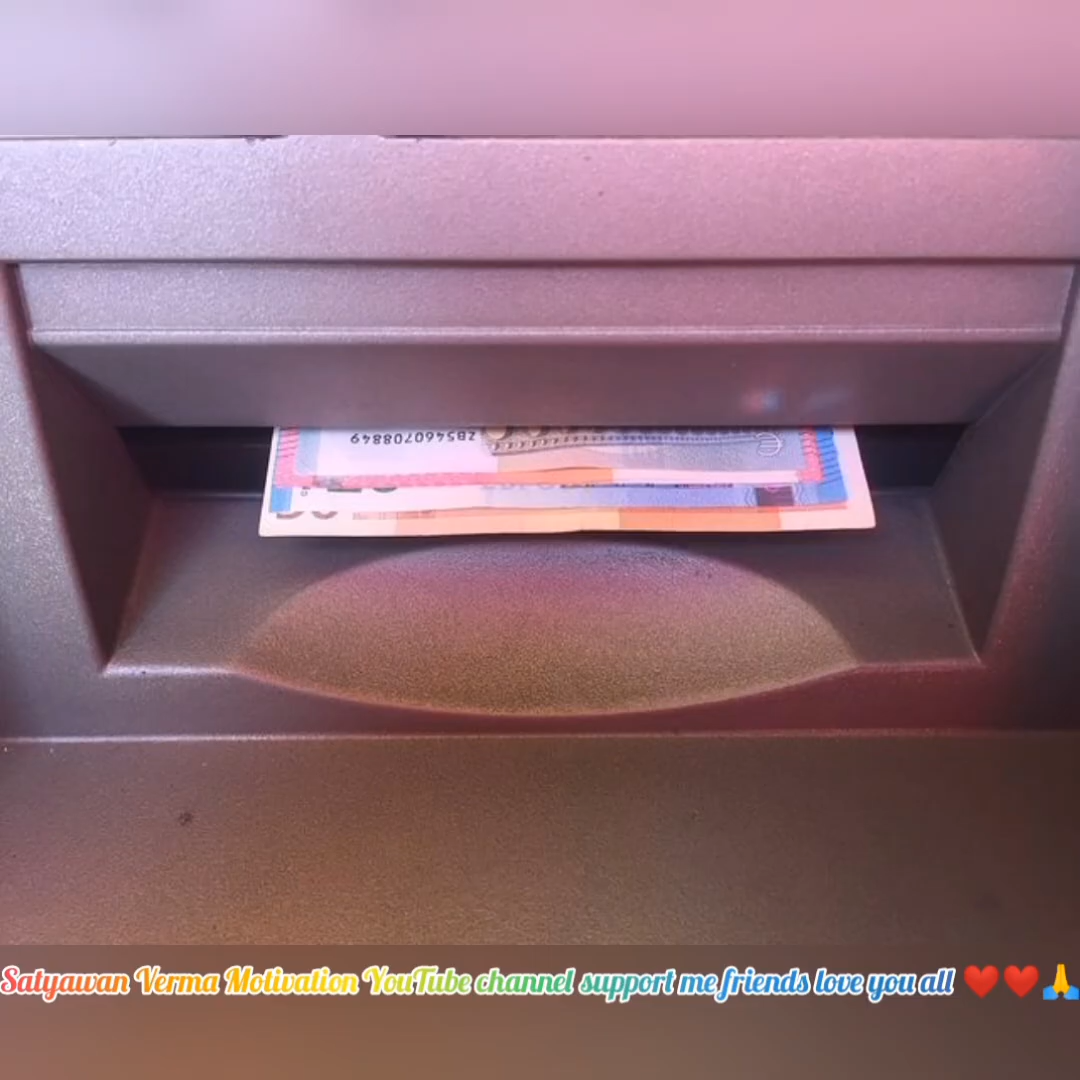 ZB5460708849
Satyawan Verma Motivation YouTube channel support me friends love you all ❤️❤️🙏